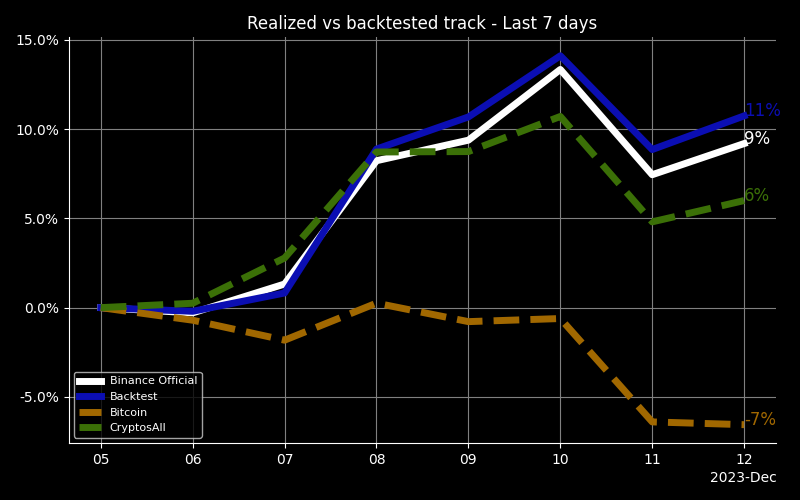 Realized vs backtested track - Last 7 days
15.0%
10.0%
5.0%
0.0%
-5.0%
11%
9%
6%
-7%
Binance Official
Backtest
Bitcoin
CryptosAll
05 06 07 08 09 10 11 12
2023-Dec